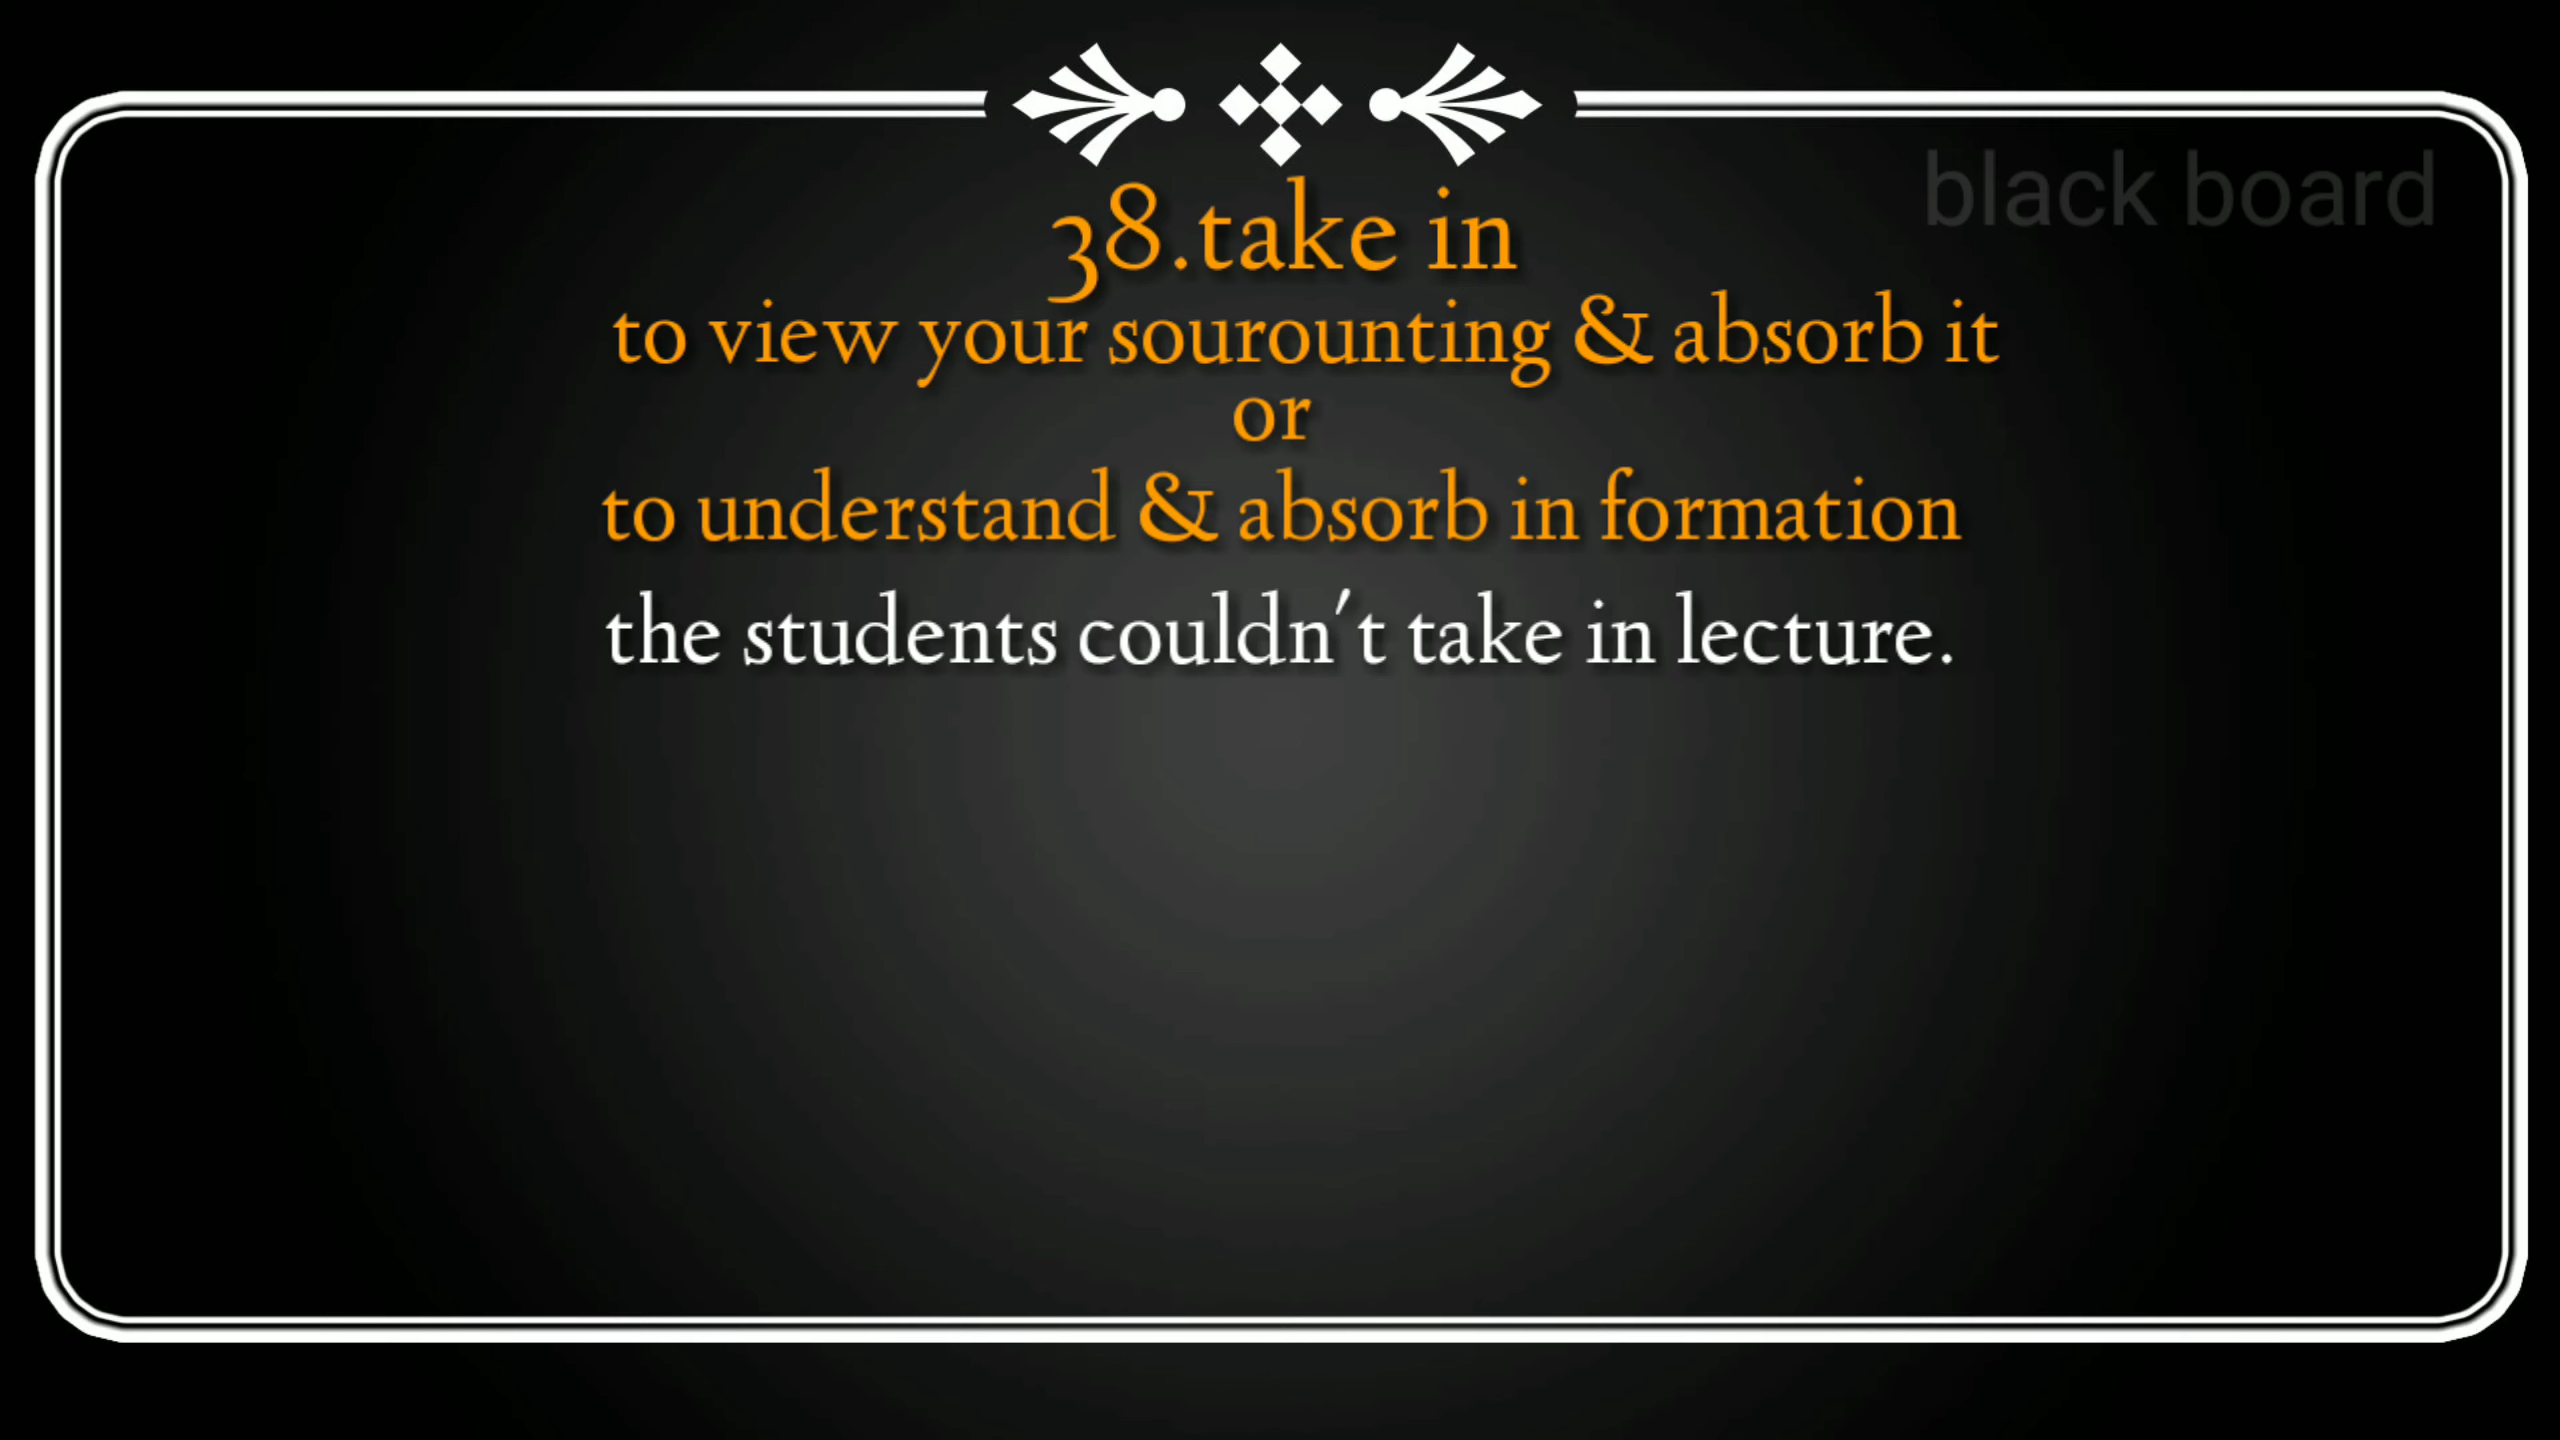 black board
38.take in
to view your sourounting & absorb it
or
to understand & absorb in formation
the students couldn't take in lecture.